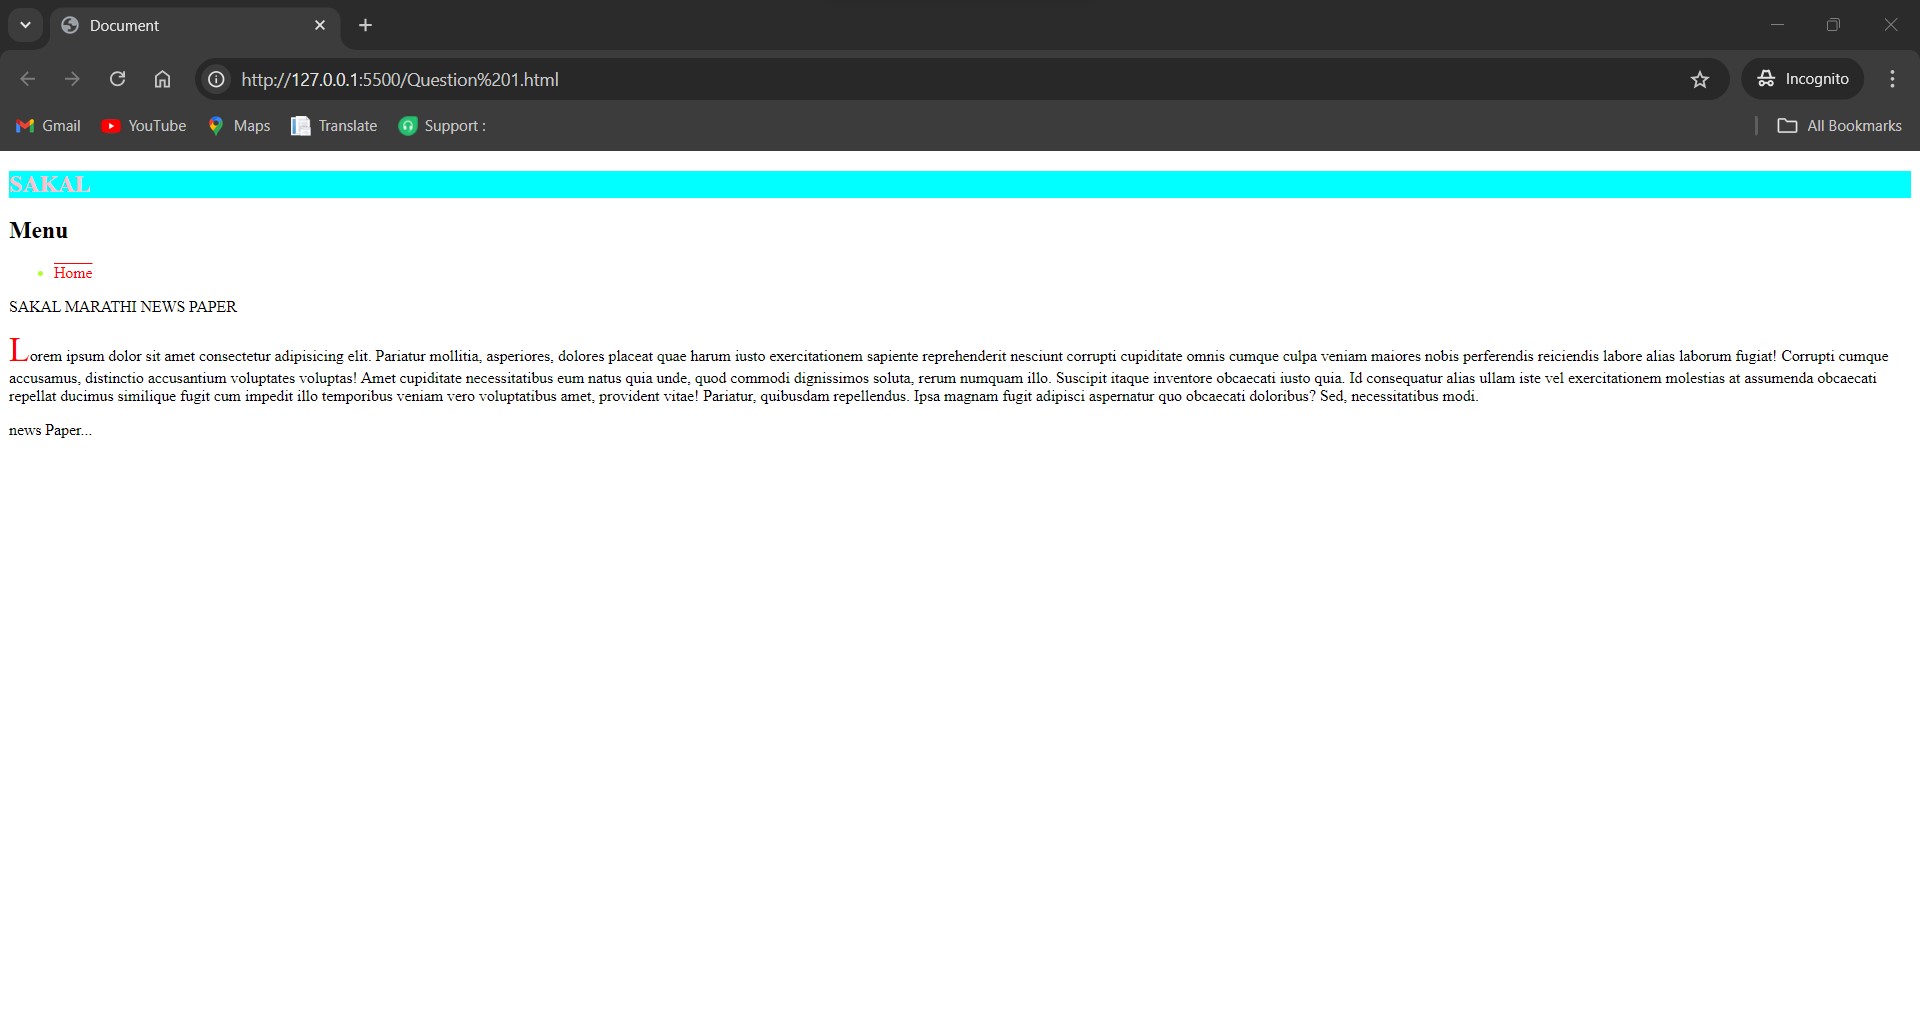 Document
http://127.0.0.1:5500/Question%201.html
Incognito
Gmail YouTube Maps Translate Support :
All Bookmarks
SAKAL
Menu
Home
SAKAL MARATHI NEWS PAPER
Lorem ipsum dolor sit amet consectetur adipisicing elit. Pariatur mollitia, asperiores, dolores placeat quae harum iusto exercitationem sapiente reprehenderit nesciunt corrupti cupiditate omnis cumque culpa veniam maiores nobis perferendis reiciendis labore alias laborum fugiat! Corrupti cumque
accusamus, distinctio accusantium voluptates voluptas! Amet cupiditate necessitatibus eum natus quia unde, quod commodi dignissimos soluta, rerum numquam illo. Suscipit itaque inventore obcaecati iusto quia. Id consequatur alias ullam iste vel exercitationem molestias at assumenda obcaecati
repellat ducimus similique fugit cum impedit illo temporibus veniam vero voluptatibus amet, provident vitae! Pariatur, quibusdam repellendus. Ipsa magnam fugit adipisci aspernatur quo obcaecati doloribus? Sed, necessitatibus modi.
news Paper...